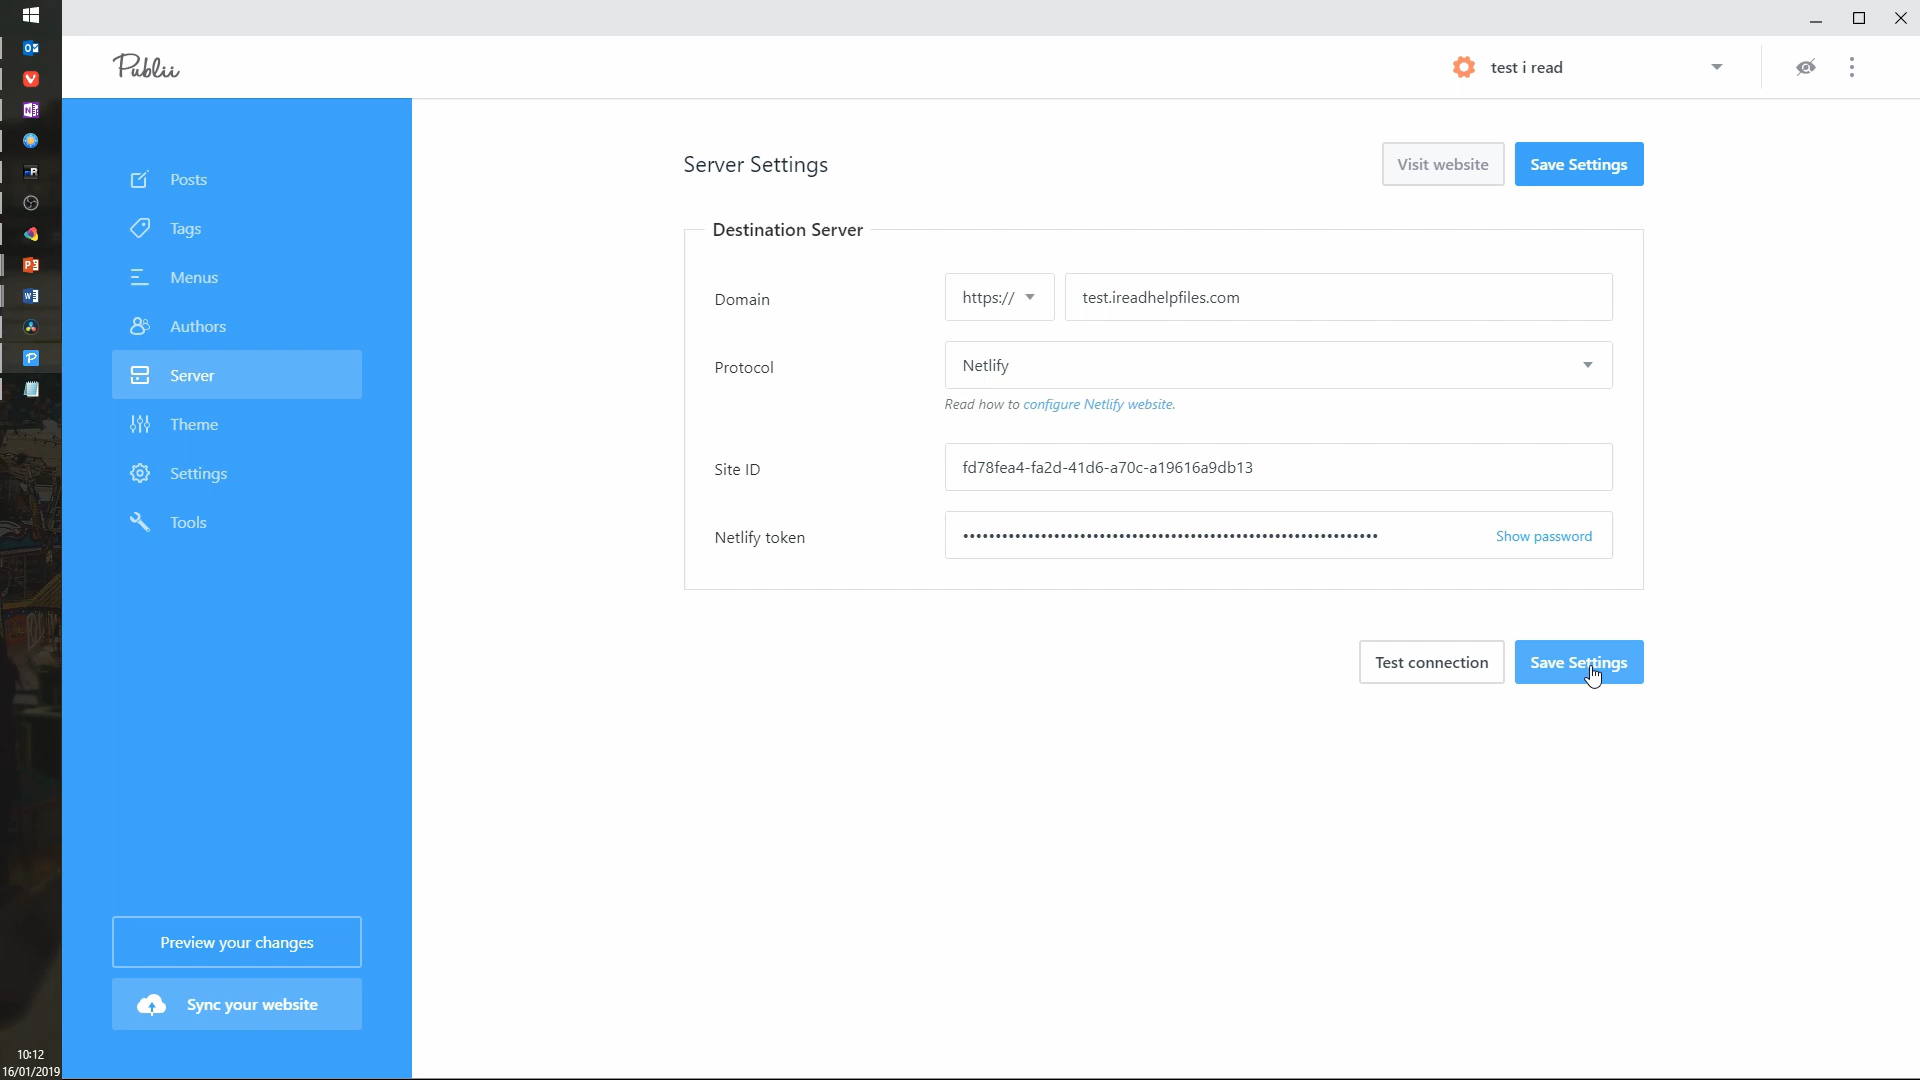 Publii
test i read
Posts
Tags
Menus
Authors
Server
Theme
Settings
Tools
Preview your changes
Sync your website
Server Settings
Visit website
Save Settings
Destination Server
Domain
https://
test.ireadhelpfiles.com
Protocol
Netlify
Read how to configure Netlify website.
Site ID
fd78fea4-fa2d-41d6-a70c-a19616a9db13
Netlify token
Show password
Test connection
Save Settings
10:12
16/01/2019